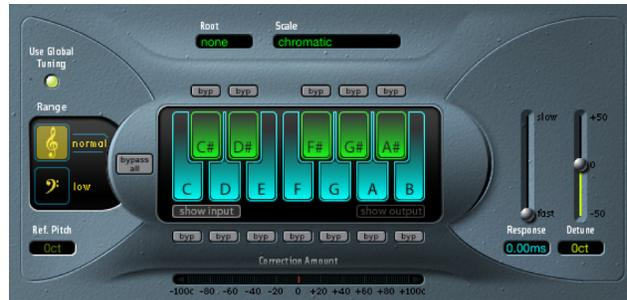 Root Scale
none chromatic
Use Global
Tuning
Range
normal
low
Ref. Pitch
0ct
bypass
all
byp byp byp byp byp
C# D# F# G# A#
C D E F G A B
show input show output
byp byp byp byp byp byp byp
Correction Amount
-100c -80 . -60 -40 -20 0 +20 +40 +60 +80 +100c
slow +50
0
fast -50
Response Detune
0.00ms 0ct